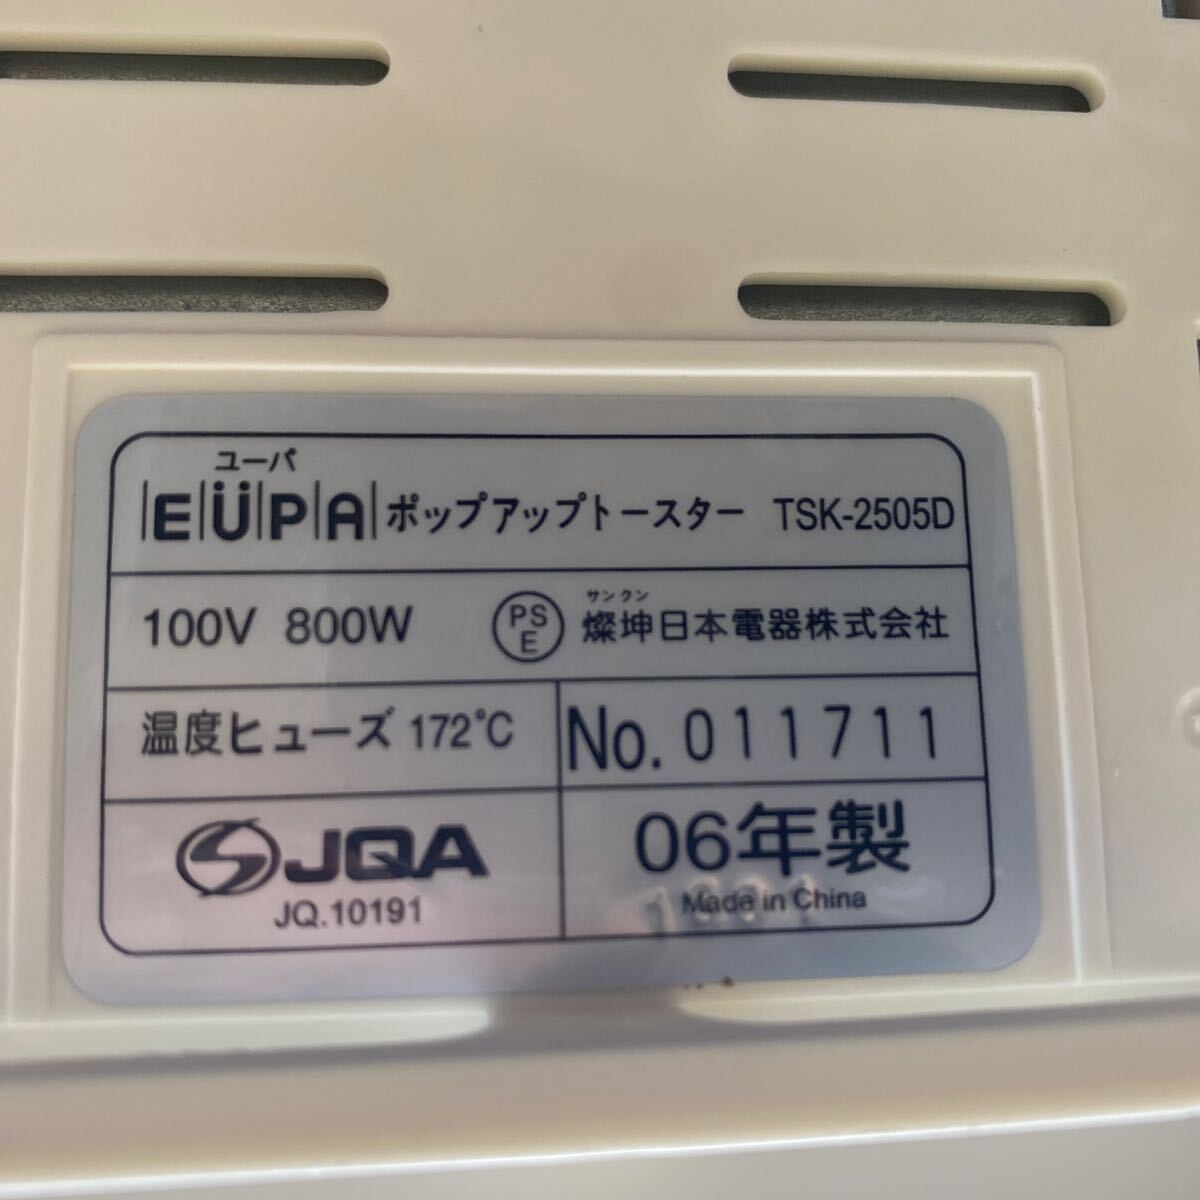 ユーパ
EUPA ポップアップトースター TSK-2505D
サンクン
100V 800W PSE 燦坤日本電器株式会社
温度ヒューズ 172℃ No. 011711
JQA 06年製
JQ.10191 Made in China